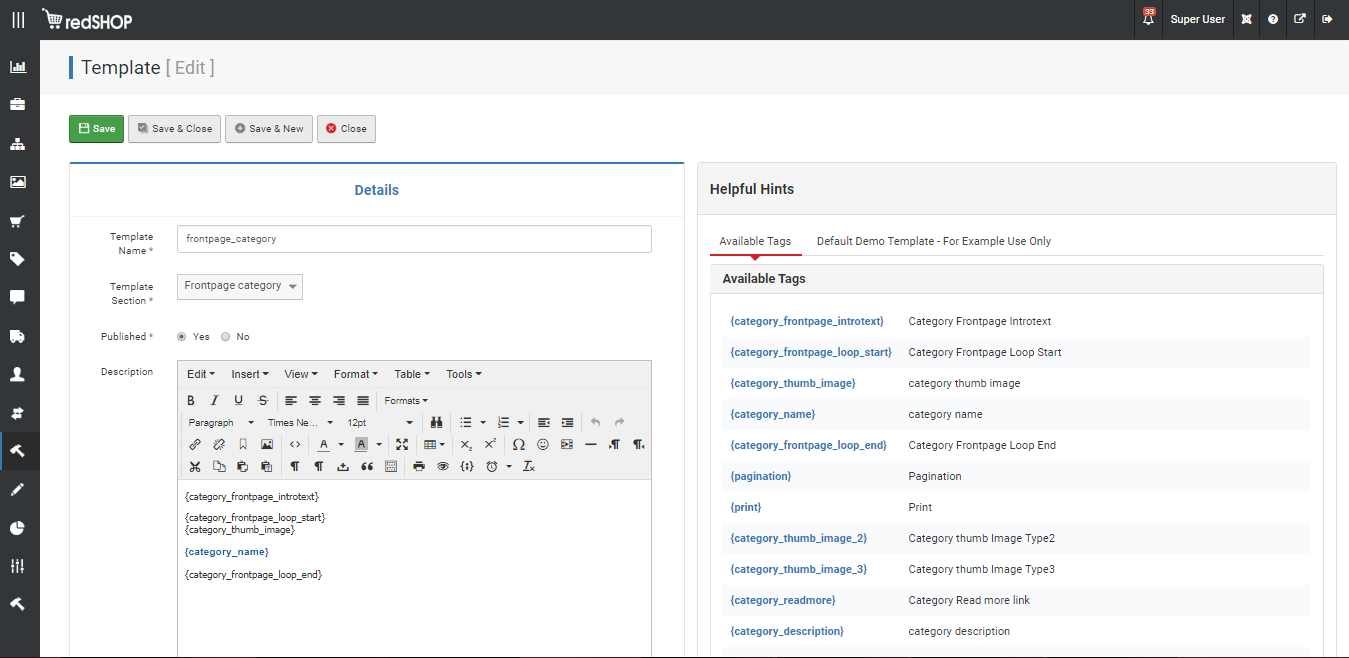 redSHOP
33
Super User
Template [ Edit ]
Save
Save & Close
Save & New
Close
Details
Template Name *
frontpage_category
Template Section *
Frontpage category
Published *
Yes
No
Description
Edit
Insert
View
Format
Table
Tools
B I U S
Formats
Paragraph
Times Ne...
12pt
{category_frontpage_introtext}
{category_frontpage_loop_start}
{category_thumb_image}
{category_name}
{category_frontpage_loop_end}
Helpful Hints
Available Tags
Default Demo Template - For Example Use Only
Available Tags
{category_frontpage_introtext} Category Frontpage Introtext
{category_frontpage_loop_start} Category Frontpage Loop Start
{category_thumb_image} category thumb image
{category_name} category name
{category_frontpage_loop_end} Category Frontpage Loop End
{pagination} Pagination
{print} Print
{category_thumb_image_2} Category thumb Image Type2
{category_thumb_image_3} Category thumb Image Type3
{category_readmore} Category Read more link
{category_description} category description